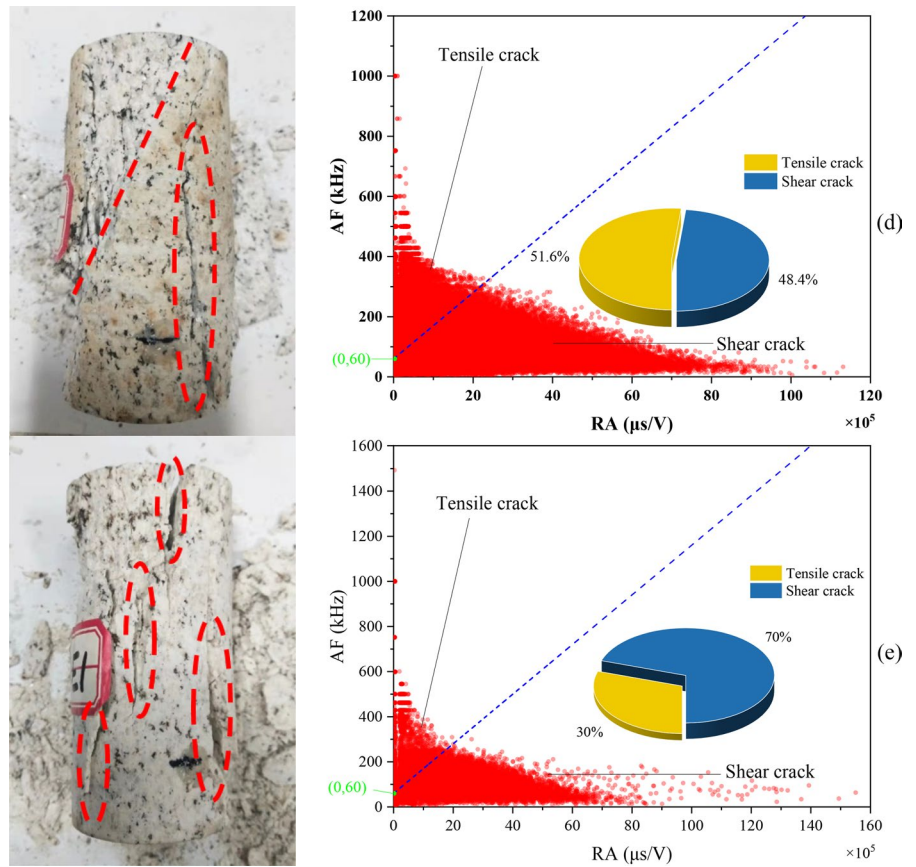 1200
1000
800
600
400
200
0
AF (kHz)
Tensile crack
Tensile crack
Shear crack
51.6%
48.4%
(d)
Shear crack
(0,60)
0 20 40 60 80 100 120
RA (μs/V) ×10⁵
1600
1400
1200
1000
800
600
400
200
0
AF (kHz)
Tensile crack
Tensile crack
Shear crack
70%
30%
(e)
Shear crack
(0,60)
0 20 40 60 80 100 120 140 160
RA (μs/V) ×10⁵